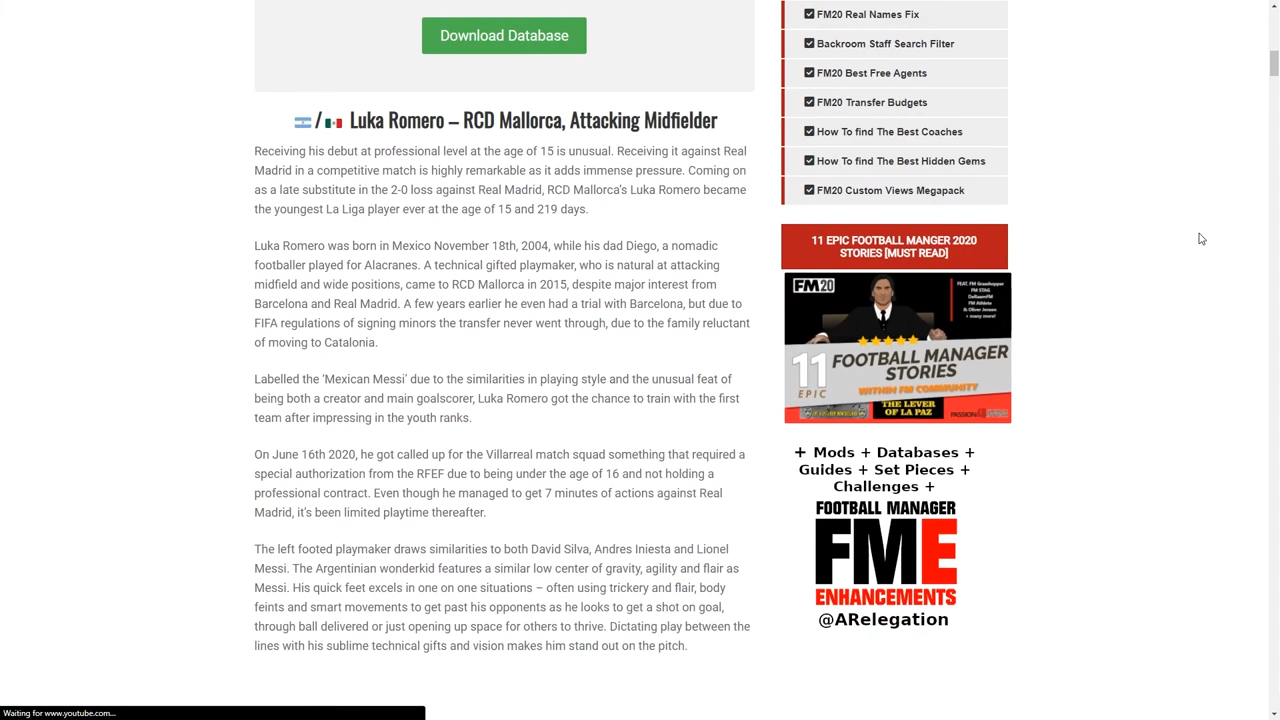 Download Database
/ Luka Romero – RCD Mallorca, Attacking Midfielder
Receiving his debut at professional level at the age of 15 is unusual. Receiving it against Real
Madrid in a competitive match is highly remarkable as it adds immense pressure. Coming on
as a late substitute in the 2-0 loss against Real Madrid, RCD Mallorca's Luka Romero became
the youngest La Liga player ever at the age of 15 and 219 days.
Luka Romero was born in Mexico November 18th, 2004, while his dad Diego, a nomadic
footballer played for Alacranes. A technical gifted playmaker, who is natural at attacking
midfield and wide positions, came to RCD Mallorca in 2015, despite major interest from
Barcelona and Real Madrid. A few years earlier he even had a trial with Barcelona, but due to
FIFA regulations of signing minors the transfer never went through, due to the family reluctant
of moving to Catalonia.
Labelled the 'Mexican Messi' due to the similarities in playing style and the unusual feat of
being both a creator and main goalscorer, Luka Romero got the chance to train with the first
team after impressing in the youth ranks.
On June 16th 2020, he got called up for the Villarreal match squad something that required a
special authorization from the RFEF due to being under the age of 16 and not holding a
professional contract. Even though he managed to get 7 minutes of actions against Real
Madrid, it's been limited playtime thereafter.
The left footed playmaker draws similarities to both David Silva, Andres Iniesta and Lionel
Messi. The Argentinian wonderkid features a similar low center of gravity, agility and flair as
Messi. His quick feet excels in one on one situations – often using trickery and flair, body
feints and smart movements to get past his opponents as he looks to get a shot on goal,
through ball delivered or just opening up space for others to thrive. Dictating play between the
lines with his sublime technical gifts and vision makes him stand out on the pitch.
FM20 Real Names Fix
Backroom Staff Search Filter
FM20 Best Free Agents
FM20 Transfer Budgets
How To find The Best Coaches
How To find The Best Hidden Gems
FM20 Custom Views Megapack
11 EPIC FOOTBALL MANGER 2020
STORIES [MUST READ]
FM20
FEAT. FM Grasshopper
FM STAG
FM Athlete
& Oliver Jensen
+ many more!
11
EPIC
FOOTBALL MANAGER
STORIES
WITHIN FM COMMUNITY
THE LEVER
OF LA PAZ
PASSION4
+ Mods + Databases +
Guides + Set Pieces +
Challenges +
FOOTBALL MANAGER
FME
ENHANCEMENTS
@ARelegation
Waiting for www.youtube.com...